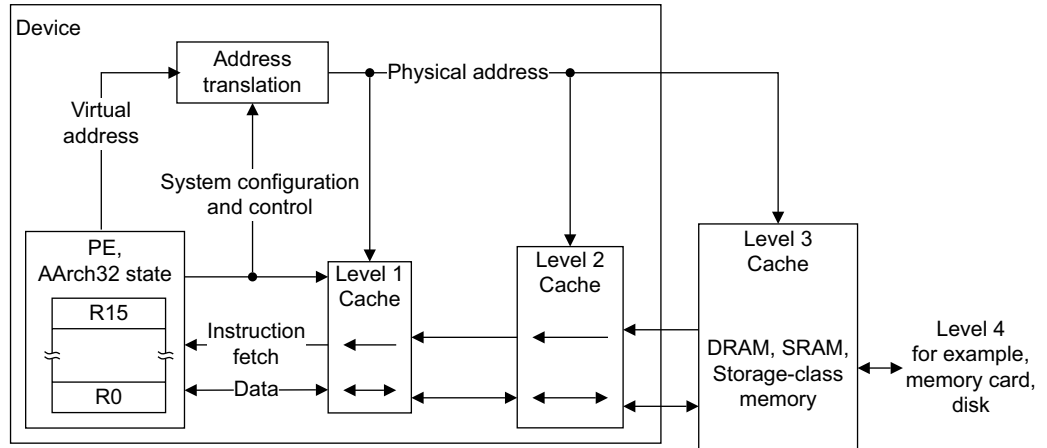 Device
Address
translation
Physical address
Virtual
address
System configuration
and control
PE,
AArch32 state
R15
R0
Instruction
fetch
Data
Level 1
Cache
Level 2
Cache
Level 3
Cache
DRAM, SRAM,
Storage-class
memory
Level 4
for example,
memory card,
disk